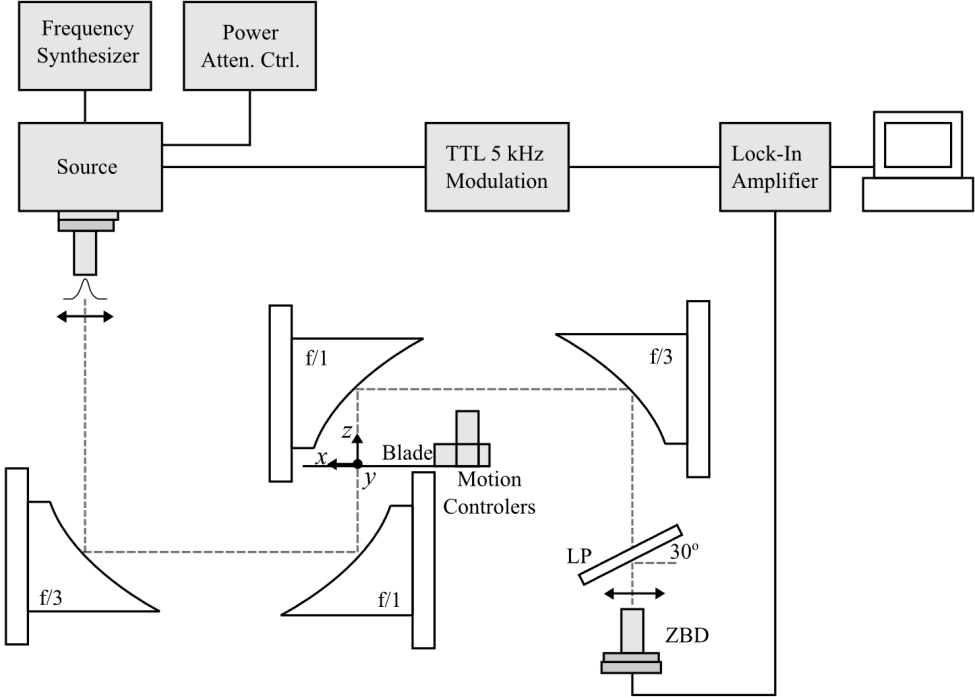 Frequency
Synthesizer
Power
Atten. Ctrl.
Source
TTL 5 kHz
Modulation
Lock-In
Amplifier
f/1
f/3
z
x
Blade
y
Motion
Controlers
LP
30º
f/3
f/1
ZBD